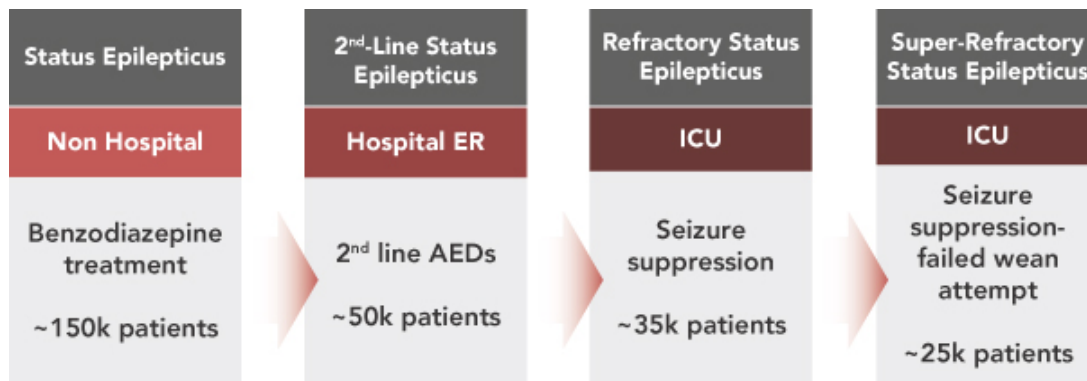 Status Epilepticus
Non Hospital
Benzodiazepine
treatment
~150k patients
2nd-Line Status
Epilepticus
Hospital ER
2nd line AEDs
~50k patients
Refractory Status
Epilepticus
ICU
Seizure
suppression
~35k patients
Super-Refractory
Status Epilepticus
ICU
Seizure
suppression-
failed wean
attempt
~25k patients